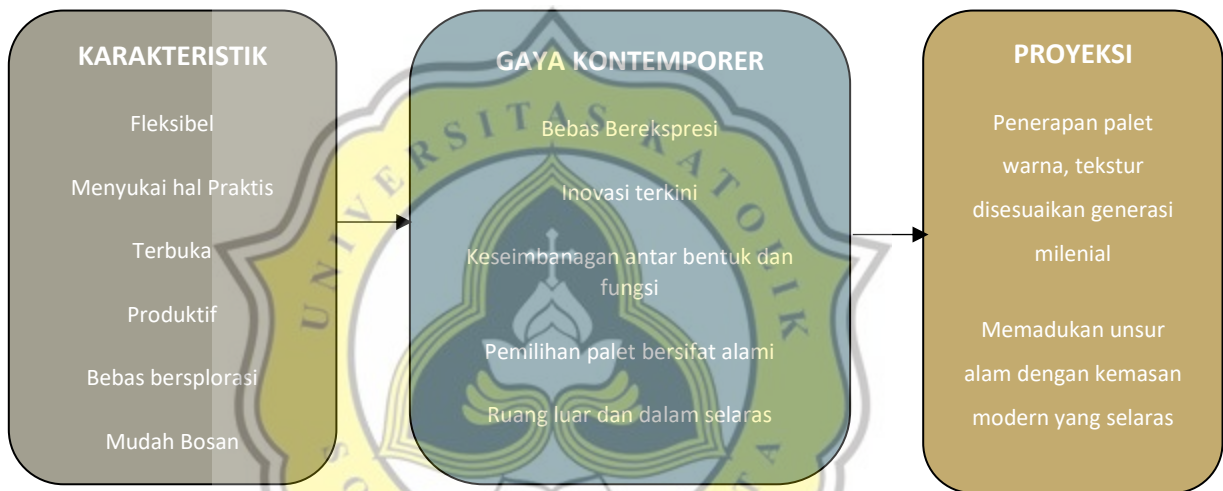 KARAKTERISTIK
Fleksibel
Menyukai hal Praktis
Terbuka
Produktif
Bebas bersplorasi
Mudah Bosan
GAYA KONTEMPORER
Bebas Berekspresi
Inovasi terkini
Keseimbanagan antar bentuk dan
fungsi
Pemilihan palet bersifat alami
Ruang luar dan dalam selaras
PROYEKSI
Penerapan palet
warna, tekstur
disesuaikan generasi
milenial
Memadukan unsur
alam dengan kemasan
modern yang selaras
UNIVERSITAS KATOLIK